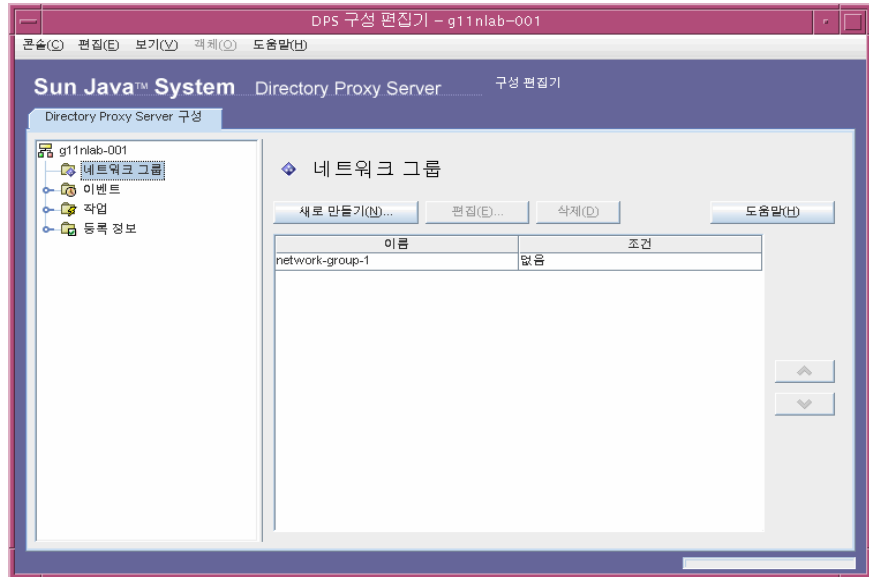 DPS 구성 편집기 – g11nlab–001
콘솔(C) 편집(E) 보기(V) 객체(O) 도움말(H)
Sun Java™ System Directory Proxy Server 구성 편집기
Directory Proxy Server 구성
g11nlab-001
네트워크 그룹
이벤트
작업
등록 정보
네트워크 그룹
새로 만들기(N)... 편집(E)... 삭제(D) 도움말(H)
이름 조건
network-group-1 없음